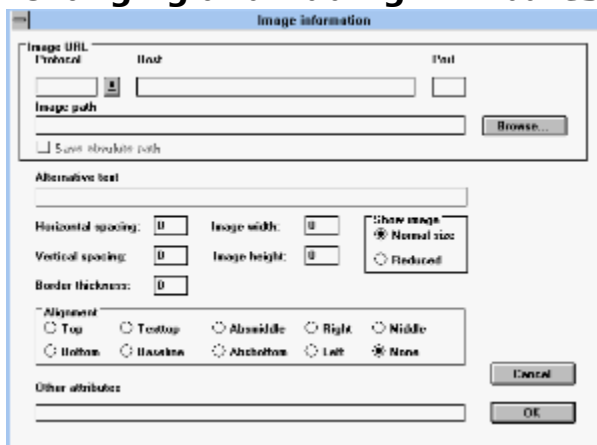 Image information
Image URL
Protocol Host Port
Image path
Browse...
Save absolute path
Alternative text
Horizontal spacing: 0 Image width: 0 Show image
Normal size
Vertical spacing: 0 Image height: 0
Reduced
Border thickness: 0
Alignment
Top Texttop Absmiddle Right Middle
Bottom Baseline Absbottom Left None
Cancel
Other attributes
OK